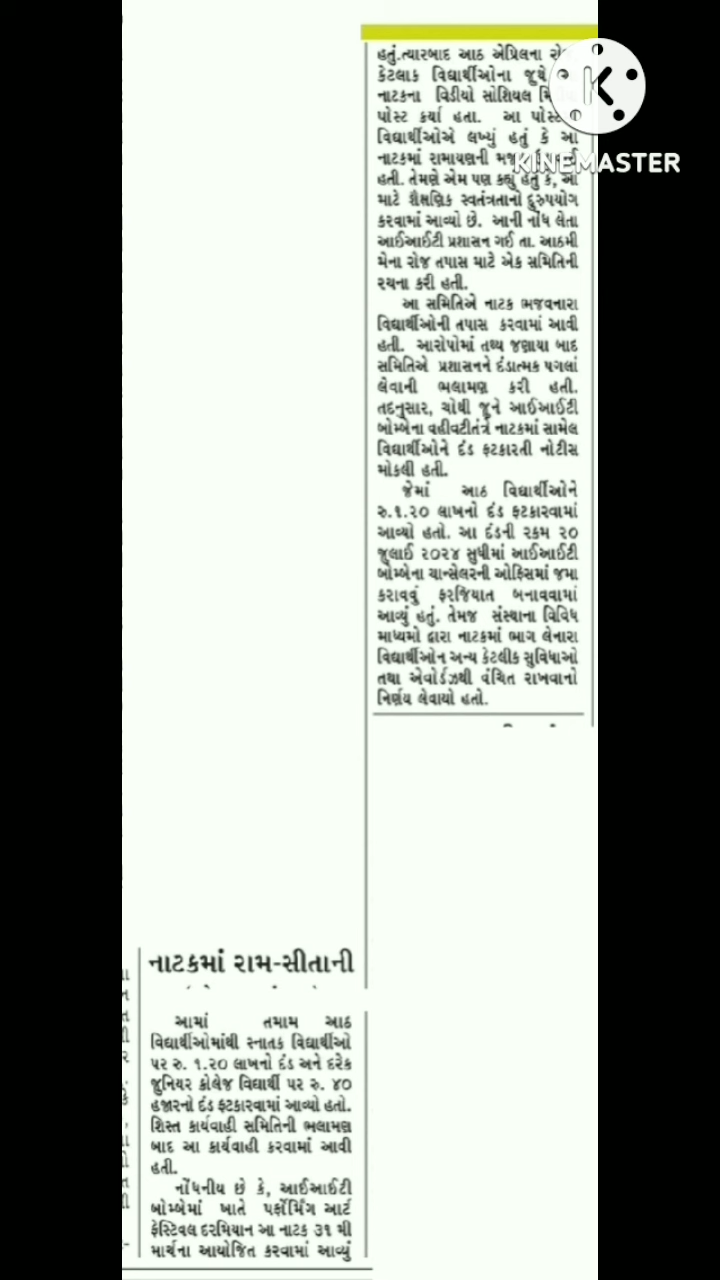 નાટકમાં રામ-સીતાની
આમાં તમામ આઠ
વિદ્યાર્થીઓમાંથી સ્નાતક વિદ્યાર્થીઓ
પર રુ. ૧.૨૦ લાખનો દંડ અને દરેક
જુનિયર કોલેજ વિદ્યાર્થી પર રુ. ૪૦
હજારનો દંડ ફટકારવામાં આવ્યો હતો.
શિસ્ત કાર્યવાહી સમિતિની ભલામણ
બાદ આ કાર્યવાહી કરવામાં આવી
હતી.
નોંધનીય છે કે, આઈઆઈટી
બોમ્બેમાં ખાતે પર્ફોર્મિંગ આર્ટ
ફેસ્ટિવલ દરમિયાન આ નાટક ૩૧ મી
માર્ચના આયોજિત કરવામાં આવ્યું
હતું.ત્યારબાદ આઠ એપ્રિલના
કેટલાક વિદ્યાર્થીઓના જૂથે
નાટકના વિડીયો સોશિયલ
પોસ્ટ કર્યા હતા. આ
વિદ્યાર્થીઓએ લખ્યું હતું કે આ
નાટકમાં રામાયણની
હતી. તેમણે એમ પણ કહ્યું હતું કે, આ
માટે શૈક્ષણિક સ્વતંત્રતાનો દુરુપયોગ
કરવામાં આવ્યો છે. આની નોંધ લેતા
આઈઆઈટી પ્રશાસન ગઈ તા. આઠમી
મેના રોજ તપાસ માટે એક સમિતિની
રચના કરી હતી.
આ સમિતિએ નાટક ભજવનારા
વિદ્યાર્થીઓની તપાસ કરવામાં આવી
હતી. આરોપોમાં તથ્ય જણાયા બાદ
સમિતિએ પ્રશાસનને દંડાત્મક પગલાં
લેવાની ભલામણ કરી હતી.
તદનુસાર, ચોથી જૂને આઈઆઈટી
બોમ્બેના વહીવટીતંત્રે નાટકમાં સામેલ
વિદ્યાર્થીઓને દંડ ફટકારતી નોટીસ
મોકલી હતી.
જેમાં આઠ વિદ્યાર્થીઓને
રુ.૧.૨૦ લાખનો દંડ ફટકારવામાં
આવ્યો હતો. આ દંડની રકમ ૨૦
જુલાઈ ૨૦૨૪ સુધીમાં આઈઆઈટી
બોમ્બેના ચાન્સેલરની ઓફિસમાં જમા
કરાવવું ફરજિયાત બનાવવામાં
આવ્યું હતું. તેમજ સંસ્થાના વિવિધ
માધ્યમો દ્વારા નાટકમાં ભાગ લેનારા
વિદ્યાર્થીઓન અન્ય કેટલીક સુવિધાઓ
તથા એવોર્ડઝથી વંચિત રાખવાનો
નિર્ણય લેવાયો હતો.
KINEMASTER